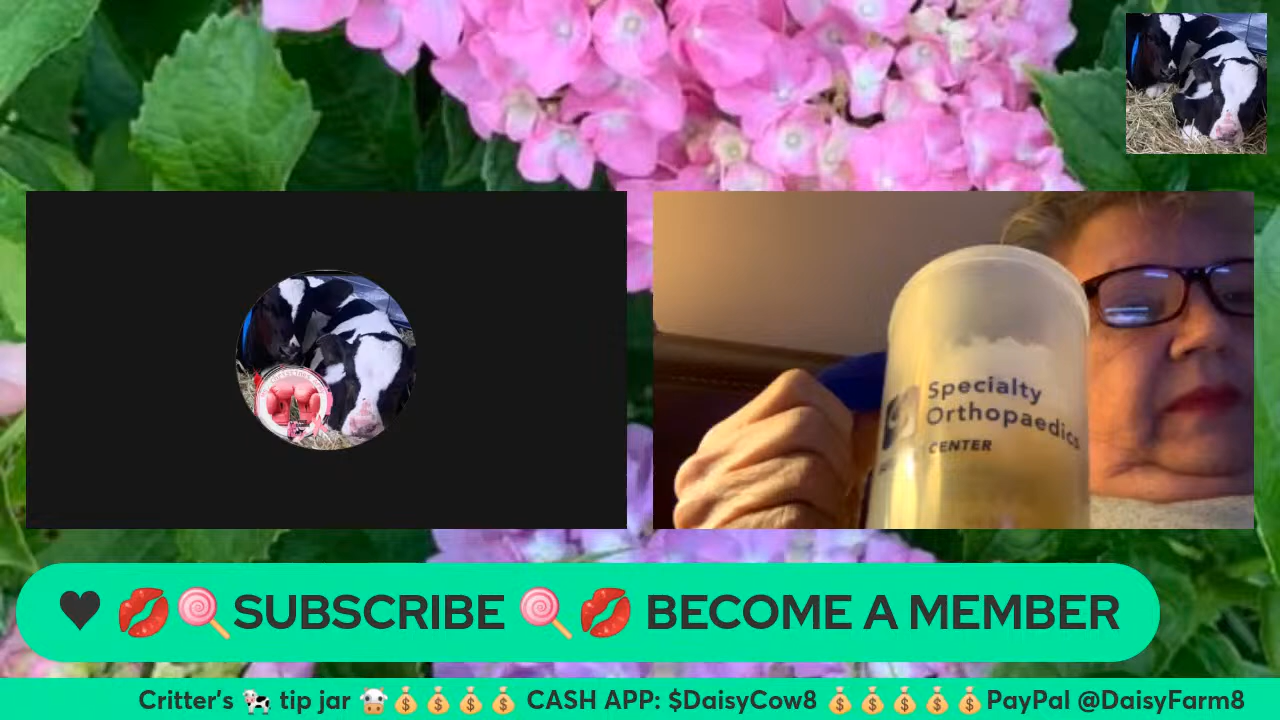 Specialty
Orthopaedics
CENTER
♥ 💋🍭SUBSCRIBE 🍭💋 BECOME A MEMBER
Critter's 🐄 tip jar 🐮💰💰💰💰 CASH APP: $DaisyCow8 💰💰💰💰💰PayPal @DaisyFarm8